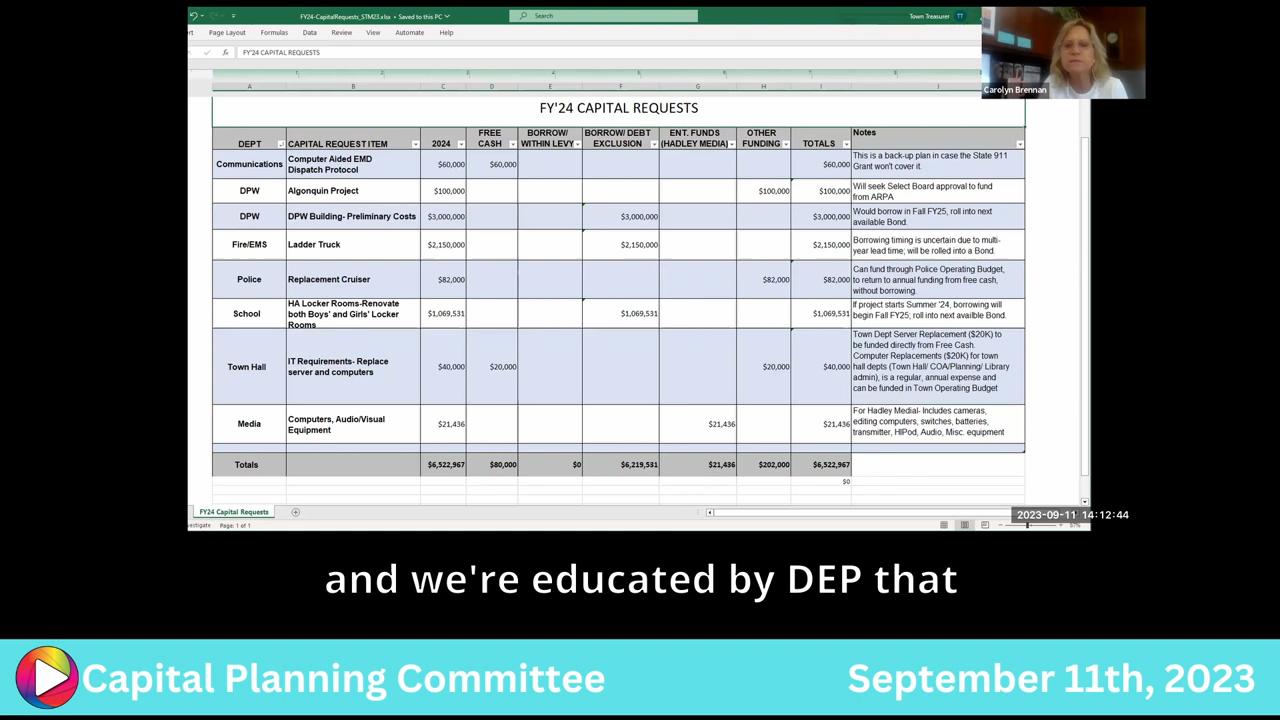 FY24-CapitalRequests_STM23.xlsx • Saved to this PC
Search
Town Treasurer
TT
Page Layout
Formulas
Data
Review
View
Automate
Help
fx
FY'24 CAPITAL REQUESTS
A B C D E F G H I J
FY'24 CAPITAL REQUESTS
DEPT CAPITAL REQUEST ITEM 2024 FREE CASH BORROW/ WITHIN LEVY BORROW/ DEBT EXCLUSION ENT. FUNDS (HADLEY MEDIA) OTHER FUNDING TOTALS Notes
Communications Computer Aided EMD Dispatch Protocol $60,000 $60,000 $60,000 This is a back-up plan in case the State 911 Grant won't cover it.
DPW Algonquin Project $100,000 $100,000 $100,000 Will seek Select Board approval to fund from ARPA
DPW DPW Building- Preliminary Costs $3,000,000 $3,000,000 $3,000,000 Would borrow in Fall FY25, roll into next available Bond.
Fire/EMS Ladder Truck $2,150,000 $2,150,000 $2,150,000 Borrowing timing is uncertain due to multi-year lead time; will be rolled into a Bond.
Police Replacement Cruiser $82,000 $82,000 $82,000 Can fund through Police Operating Budget, to return to annual funding from free cash, without borrowing.
School HA Locker Rooms-Renovate both Boys' and Girls' Locker Rooms $1,069,531 $1,069,531 $1,069,531 If project starts Summer '24, borrowing will begin Fall FY25; roll into next availble Bond.
Town Hall IT Requirements- Replace server and computers $40,000 $20,000 $20,000 $40,000 Town Dept Server Replacement ($20K) to be funded directly from Free Cash. Computer Replacements ($20K) for town hall depts (Town Hall/ COA/Planning/ Library admin), is a regular, annual expense and can be funded in Town Operating Budget
Media Computers, Audio/Visual Equipment $21,436 $21,436 $21,436 For Hadley Medial- Includes cameras, editing computers, switches, batteries, transmitter, HIPod, Audio, Misc. equipment
Totals $6,522,967 $80,000 $0 $6,219,531 $21,436 $202,000 $6,522,967
$0
FY24 Capital Requests
Page: 1 of 1
Carolyn Brennan
2023-09-11 14:12:44
and we're educated by DEP that
Capital Planning Committee
September 11th, 2023